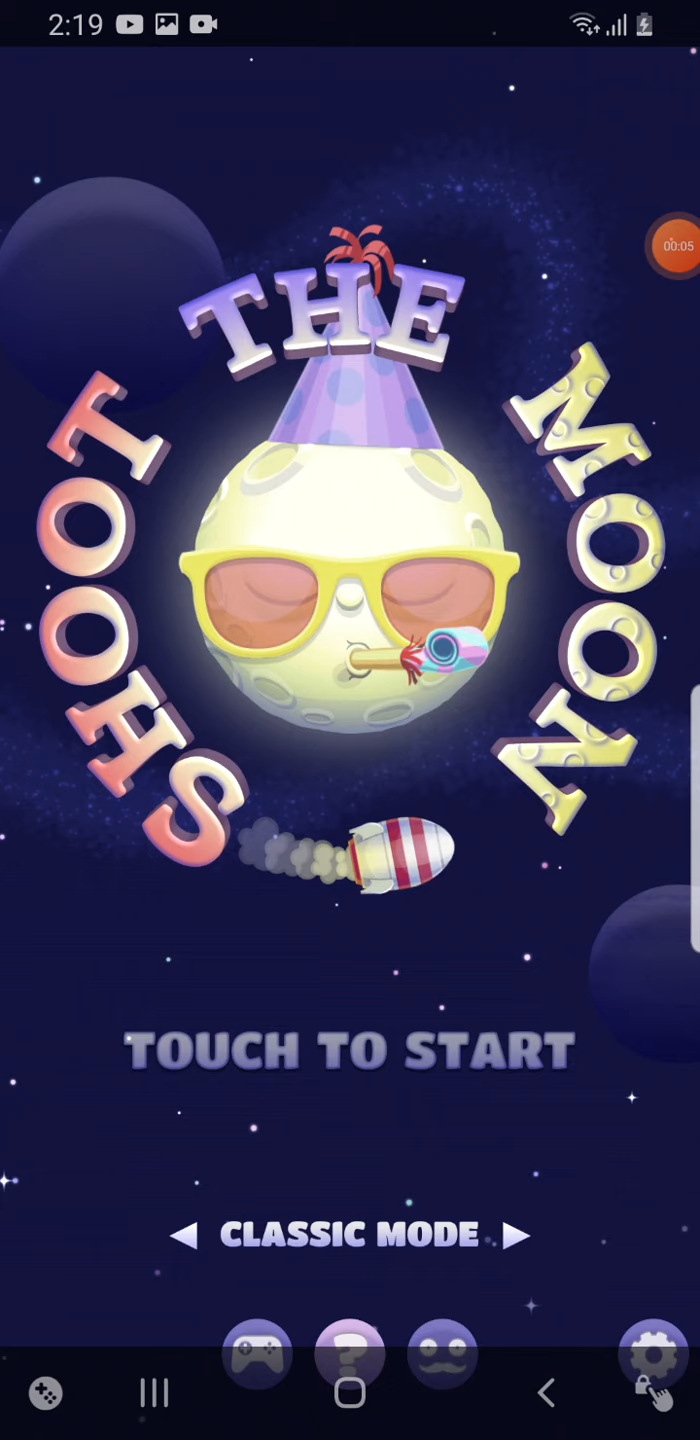 2:19
00:05
SHOOT THE MOON
TOUCH TO START
CLASSIC MODE
?